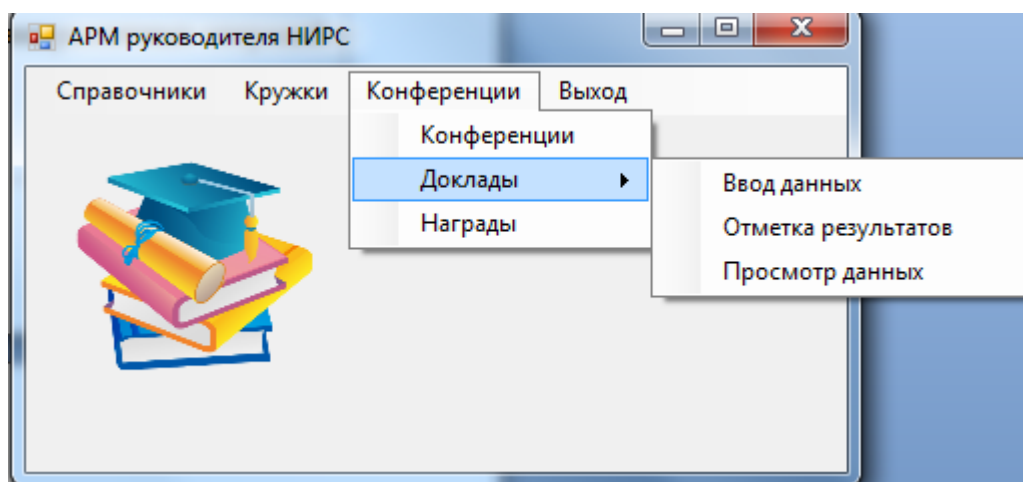 АРМ руководителя НИРС
Справочники Кружки Конференции Выход
Конференции
Доклады
Награды
Ввод данных
Отметка результатов
Просмотр данных